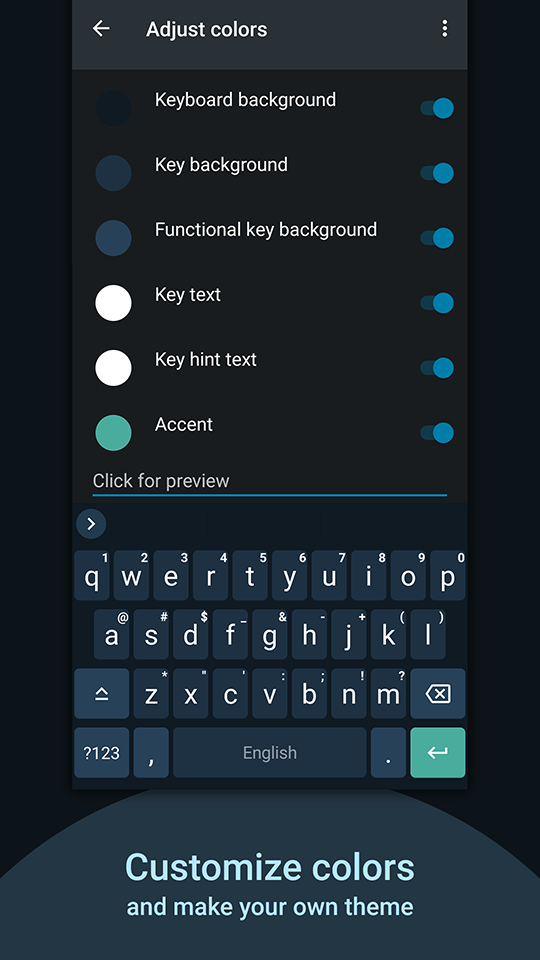 Adjust colors
Keyboard background
Key background
Functional key background
Key text
Key hint text
Accent
Click for preview
1 2 3 4 5 6 7 8 9 0
q w e r t y u i o p
@ # $ _ & - + ( )
a s d f g h j k l
* " ' : ; ! ?
z x c v b n m
?123 , English .
Customize colors
and make your own theme